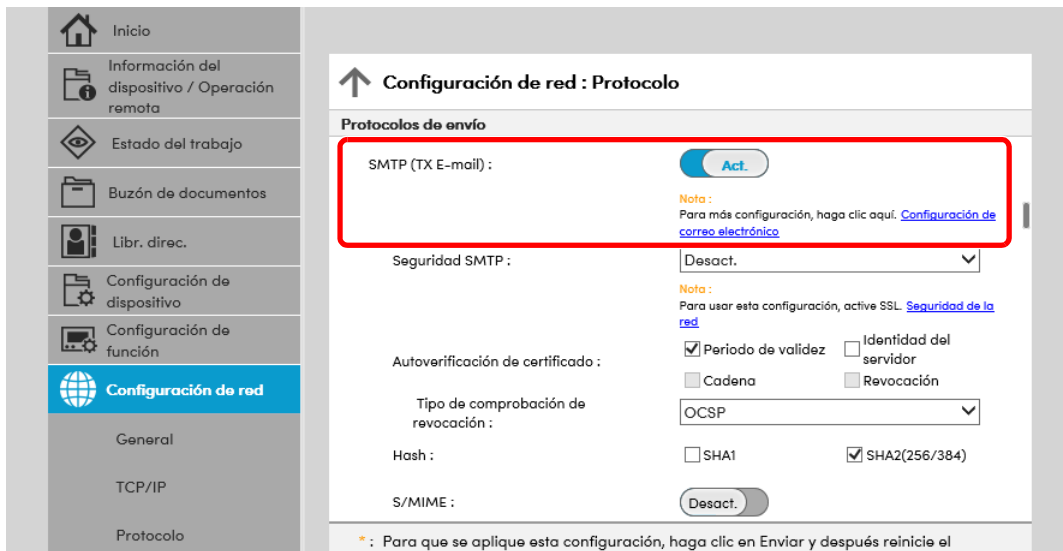 Inicio
Información del
dispositivo / Operación
remota
Estado del trabajo
Buzón de documentos
Libr. direc.
Configuración de
dispositivo
Configuración de
función
Configuración de red
General
TCP/IP
Protocolo
Configuración de red : Protocolo
Protocolos de envío
SMTP (TX E-mail) :
Act.
Nota :
Para más configuración, haga clic aquí. Configuración de
correo electrónico
Seguridad SMTP :
Desact.
Nota :
Para usar esta configuración, active SSL. Seguridad de la
red
Autoverificación de certificado :
Periodo de validez
Identidad del
servidor
Cadena
Revocación
Tipo de comprobación de
revocación :
OCSP
Hash :
SHA1
SHA2(256/384)
S/MIME :
Desact.
* : Para que se aplique esta configuración, haga clic en Enviar y después reinicie el